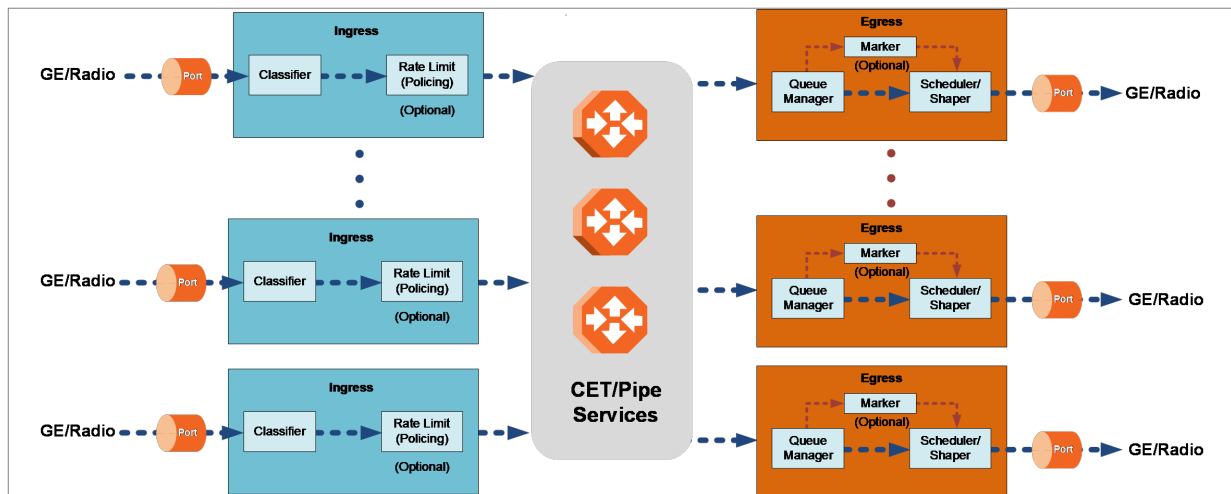 Ingress
GE/Radio
Port
Classifier
Rate Limit
(Policing)
(Optional)
Ingress
GE/Radio
Port
Classifier
Rate Limit
(Policing)
(Optional)
Ingress
GE/Radio
Port
Classifier
Rate Limit
(Policing)
(Optional)
CET/Pipe
Services
Egress
Marker
(Optional)
Queue
Manager
Scheduler/
Shaper
Port
GE/Radio
Egress
Marker
(Optional)
Queue
Manager
Scheduler/
Shaper
Port
GE/Radio
Egress
Marker
(Optional)
Queue
Manager
Scheduler/
Shaper
Port
GE/Radio